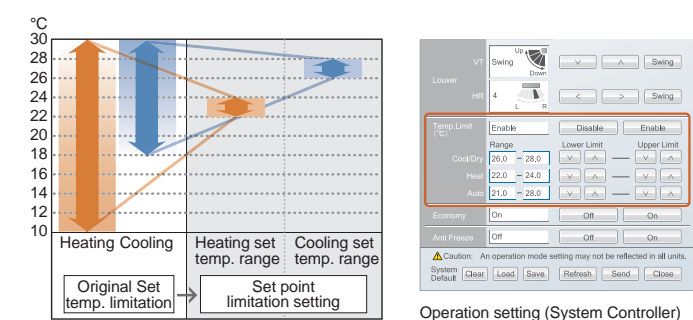 °C
30
28
26
24
22
20
18
16
14
12
10
Heating Cooling
Heating set temp. range
Cooling set temp. range
Original Set
temp. limitation
Set point
limitation setting
Louver
VT Swing Up Down ∨ ∧ Swing
HR 4 L R < > Swing
Temp.Limit (°C) Enable Disable Enable
Range Lower Limit Upper Limit
Cool/Dry 26.0 – 28.0 ∨ ∧ — ∨ ∧
Heat 22.0 – 24.0 ∨ ∧ — ∨ ∧
Auto 21.0 – 28.0 ∨ ∧ — ∨ ∧
Economy On Off On
Anti Freeze Off Off On
Caution: An operation mode setting may not be reflected in all units.
System Default Clear Load Save Refresh Send Close
Operation setting (System Controller)